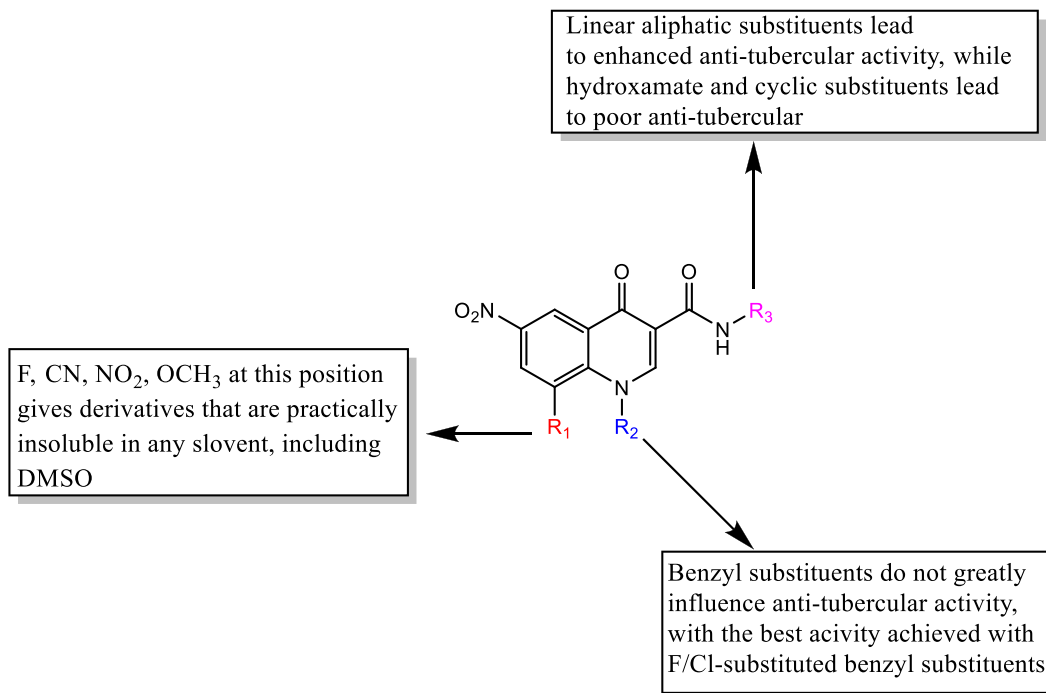 Linear aliphatic substituents lead
to enhanced anti-tubercular activity, while
hydroxamate and cyclic substituents lead
to poor anti-tubercular
O O
O₂N
N
H
R₃
N
R₁
R₂
F, CN, NO₂, OCH₃ at this position
gives derivatives that are practically
insoluble in any slovent, including
DMSO
Benzyl substituents do not greatly
influence anti-tubercular activity,
with the best acivity achieved with
F/Cl-substituted benzyl substituents